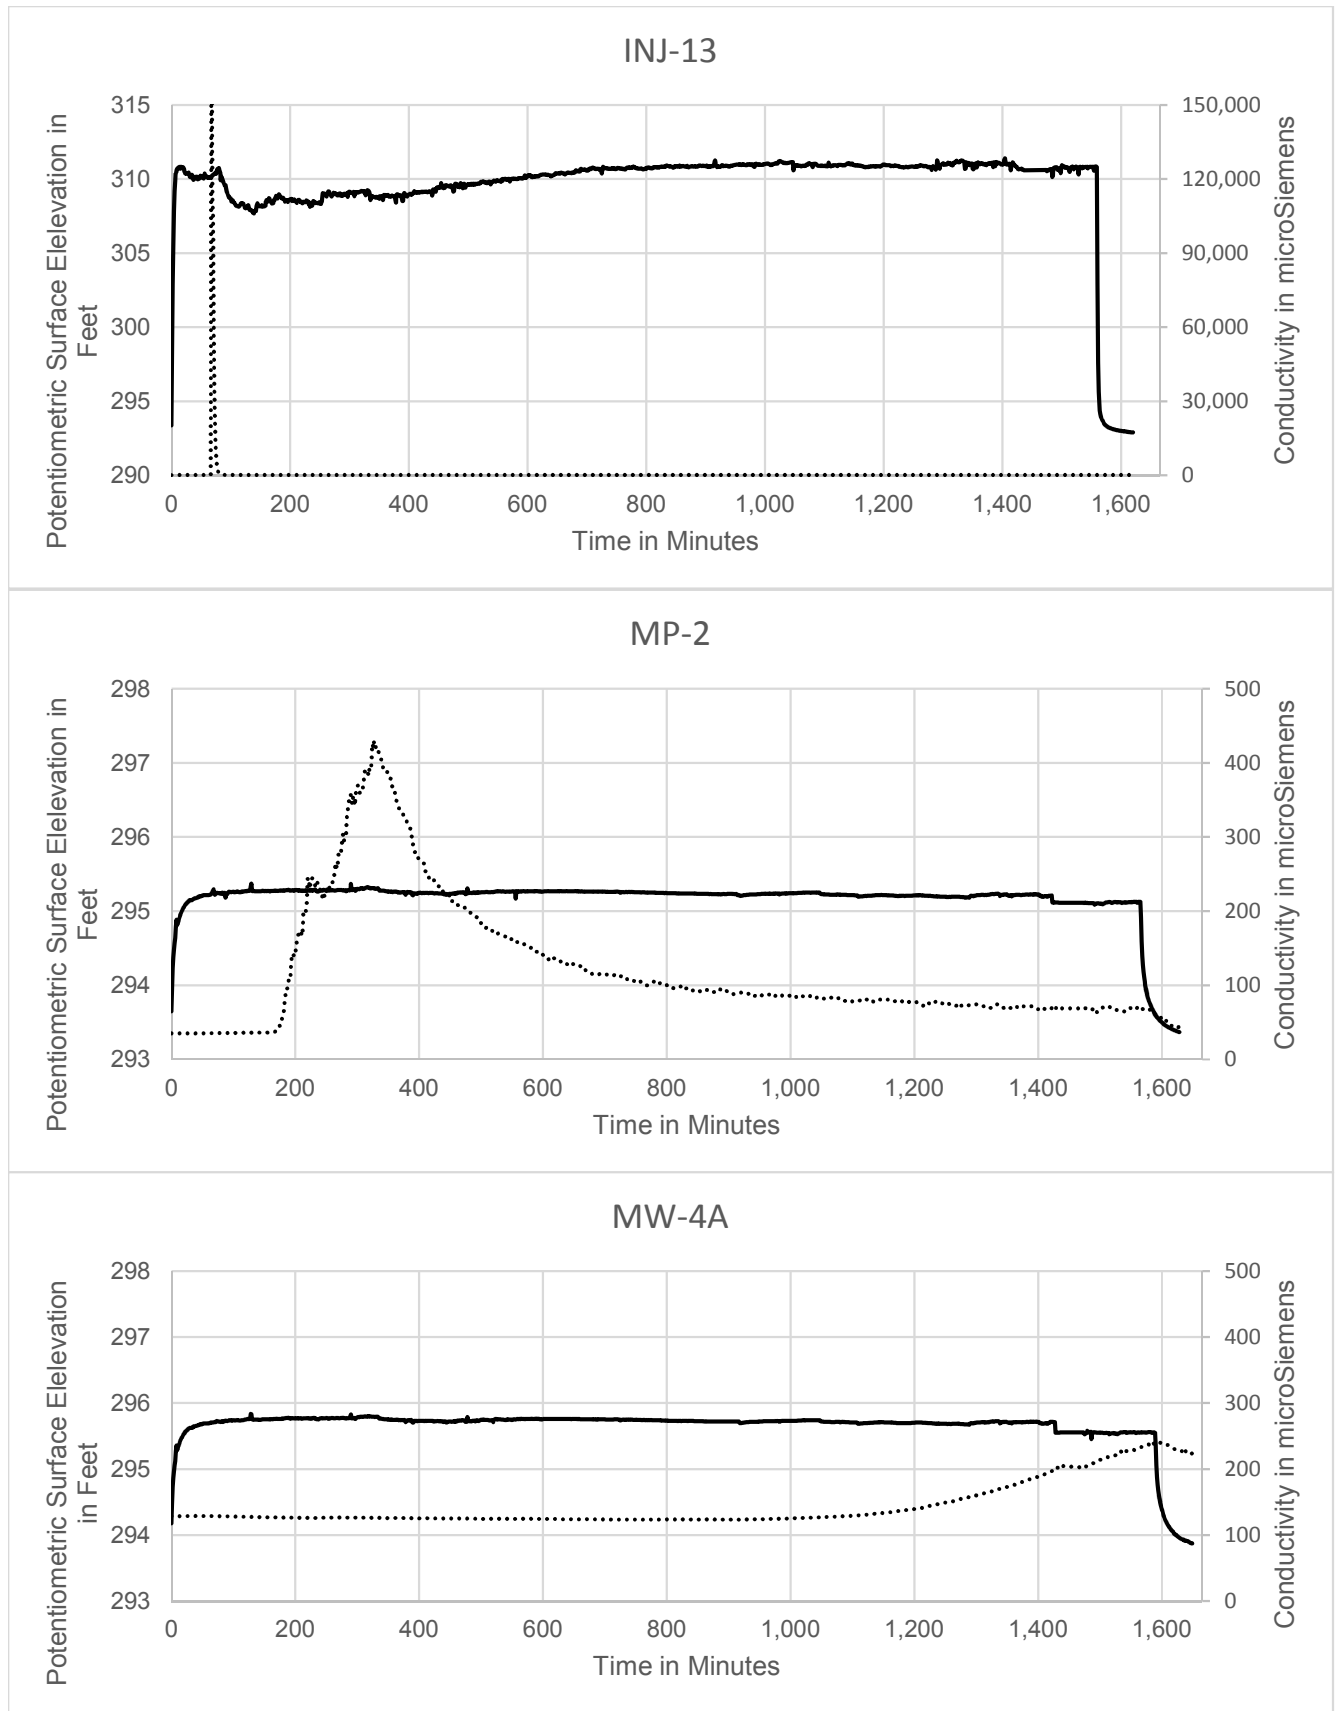 INJ-13
Potentiometric Surface Elelevation in
Feet
315
310
305
300
295
290
150,000
120,000
90,000
60,000
30,000
0
Conductivity in microSiemens
0 200 400 600 800 1,000 1,200 1,400 1,600
Time in Minutes
MP-2
Potentiometric Surface Elelevation in
Feet
298
297
296
295
294
293
500
400
300
200
100
0
Conductivity in microSiemens
0 200 400 600 800 1,000 1,200 1,400 1,600
Time in Minutes
MW-4A
Potentiometric Surface Elelevation
in Feet
298
297
296
295
294
293
500
400
300
200
100
0
Conductivity in microSiemens
0 200 400 600 800 1,000 1,200 1,400 1,600
Time in Minutes